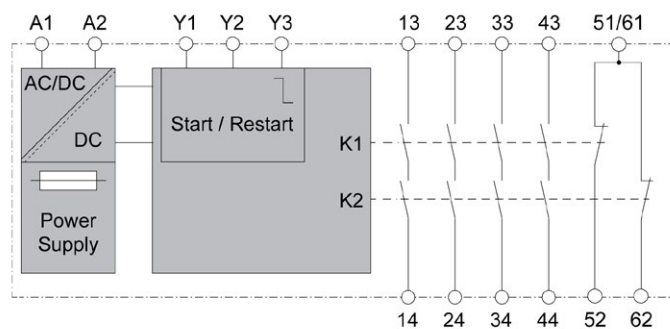 A1 A2 Y1 Y2 Y3 13 23 33 43 51/61
AC/DC
DC
Start / Restart
K1
K2
Power
Supply
14 24 34 44 52 62